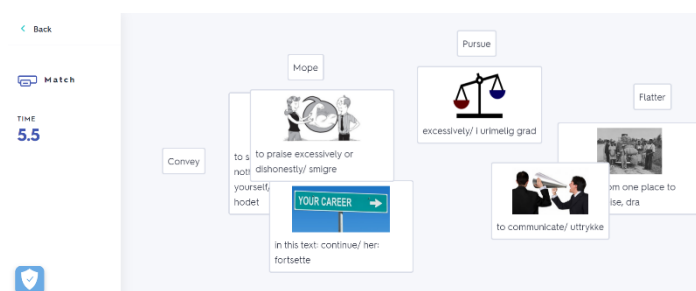 Back
Match
TIME
5.5
Convey
Mope
Pursue
Flatter
to praise excessively or
dishonestly/ smigre
to s
not
yourself/
hodet
YOUR CAREER
in this text: continue/ her:
fortsette
excessively/ i urimelig grad
to communicate/ uttrykke
om one place to
ise, dra